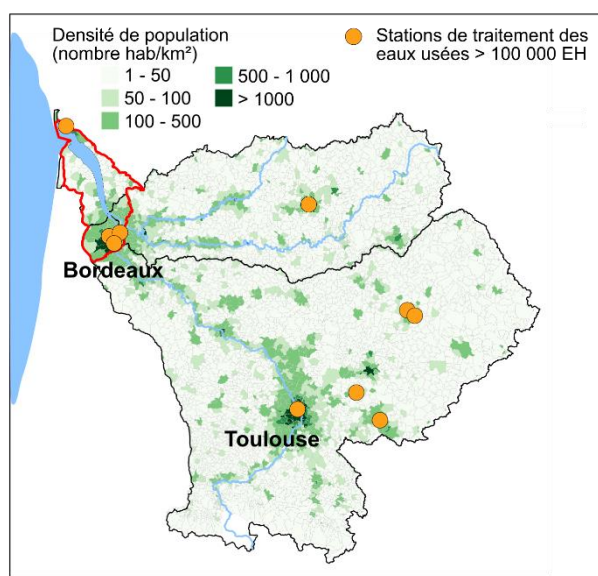 Densité de population
(nombre hab/km²)
1 - 50
50 - 100
100 - 500
500 - 1 000
> 1000
Stations de traitement des
eaux usées > 100 000 EH
Bordeaux
Toulouse